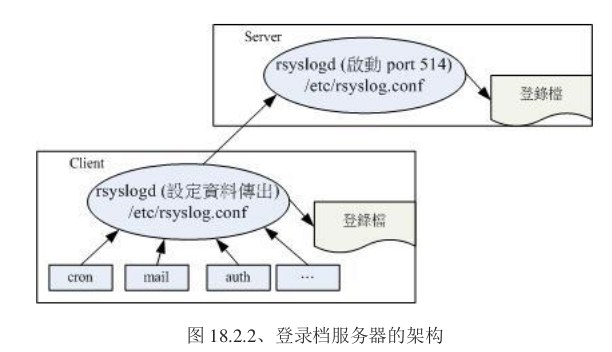 Server
rsyslogd (啟動 port 514)
/etc/rsyslog.conf
登錄檔
Client
rsyslogd (設定資料傳出)
/etc/rsyslog.conf
登錄檔
cron
mail
auth
…
图 18.2.2、登录档服务器的架构